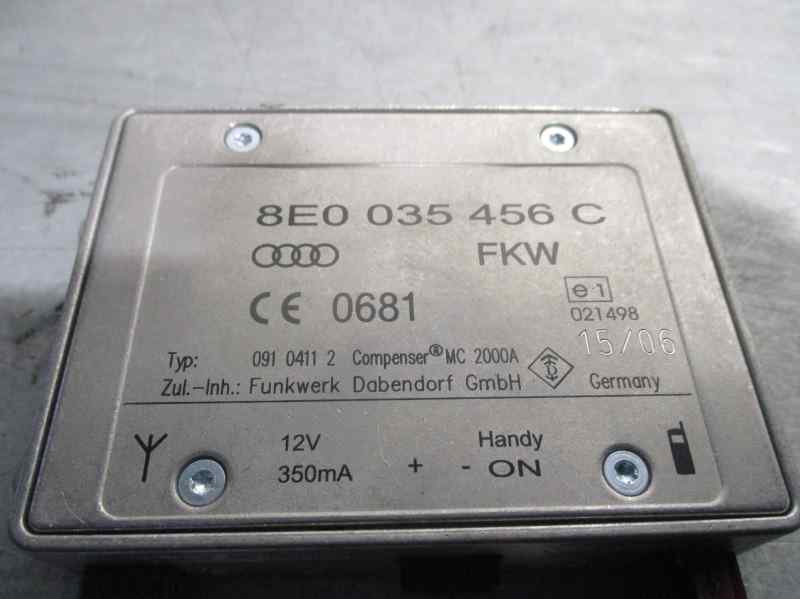 8E0 035 456 C
FKW
CE 0681
e1
021498
15/06
Typ: 091 0411 2 Compenser® MC 2000A
Zul.-Inh.: Funkwerk Dabendorf GmbH Germany
12V Handy
350mA + - ON